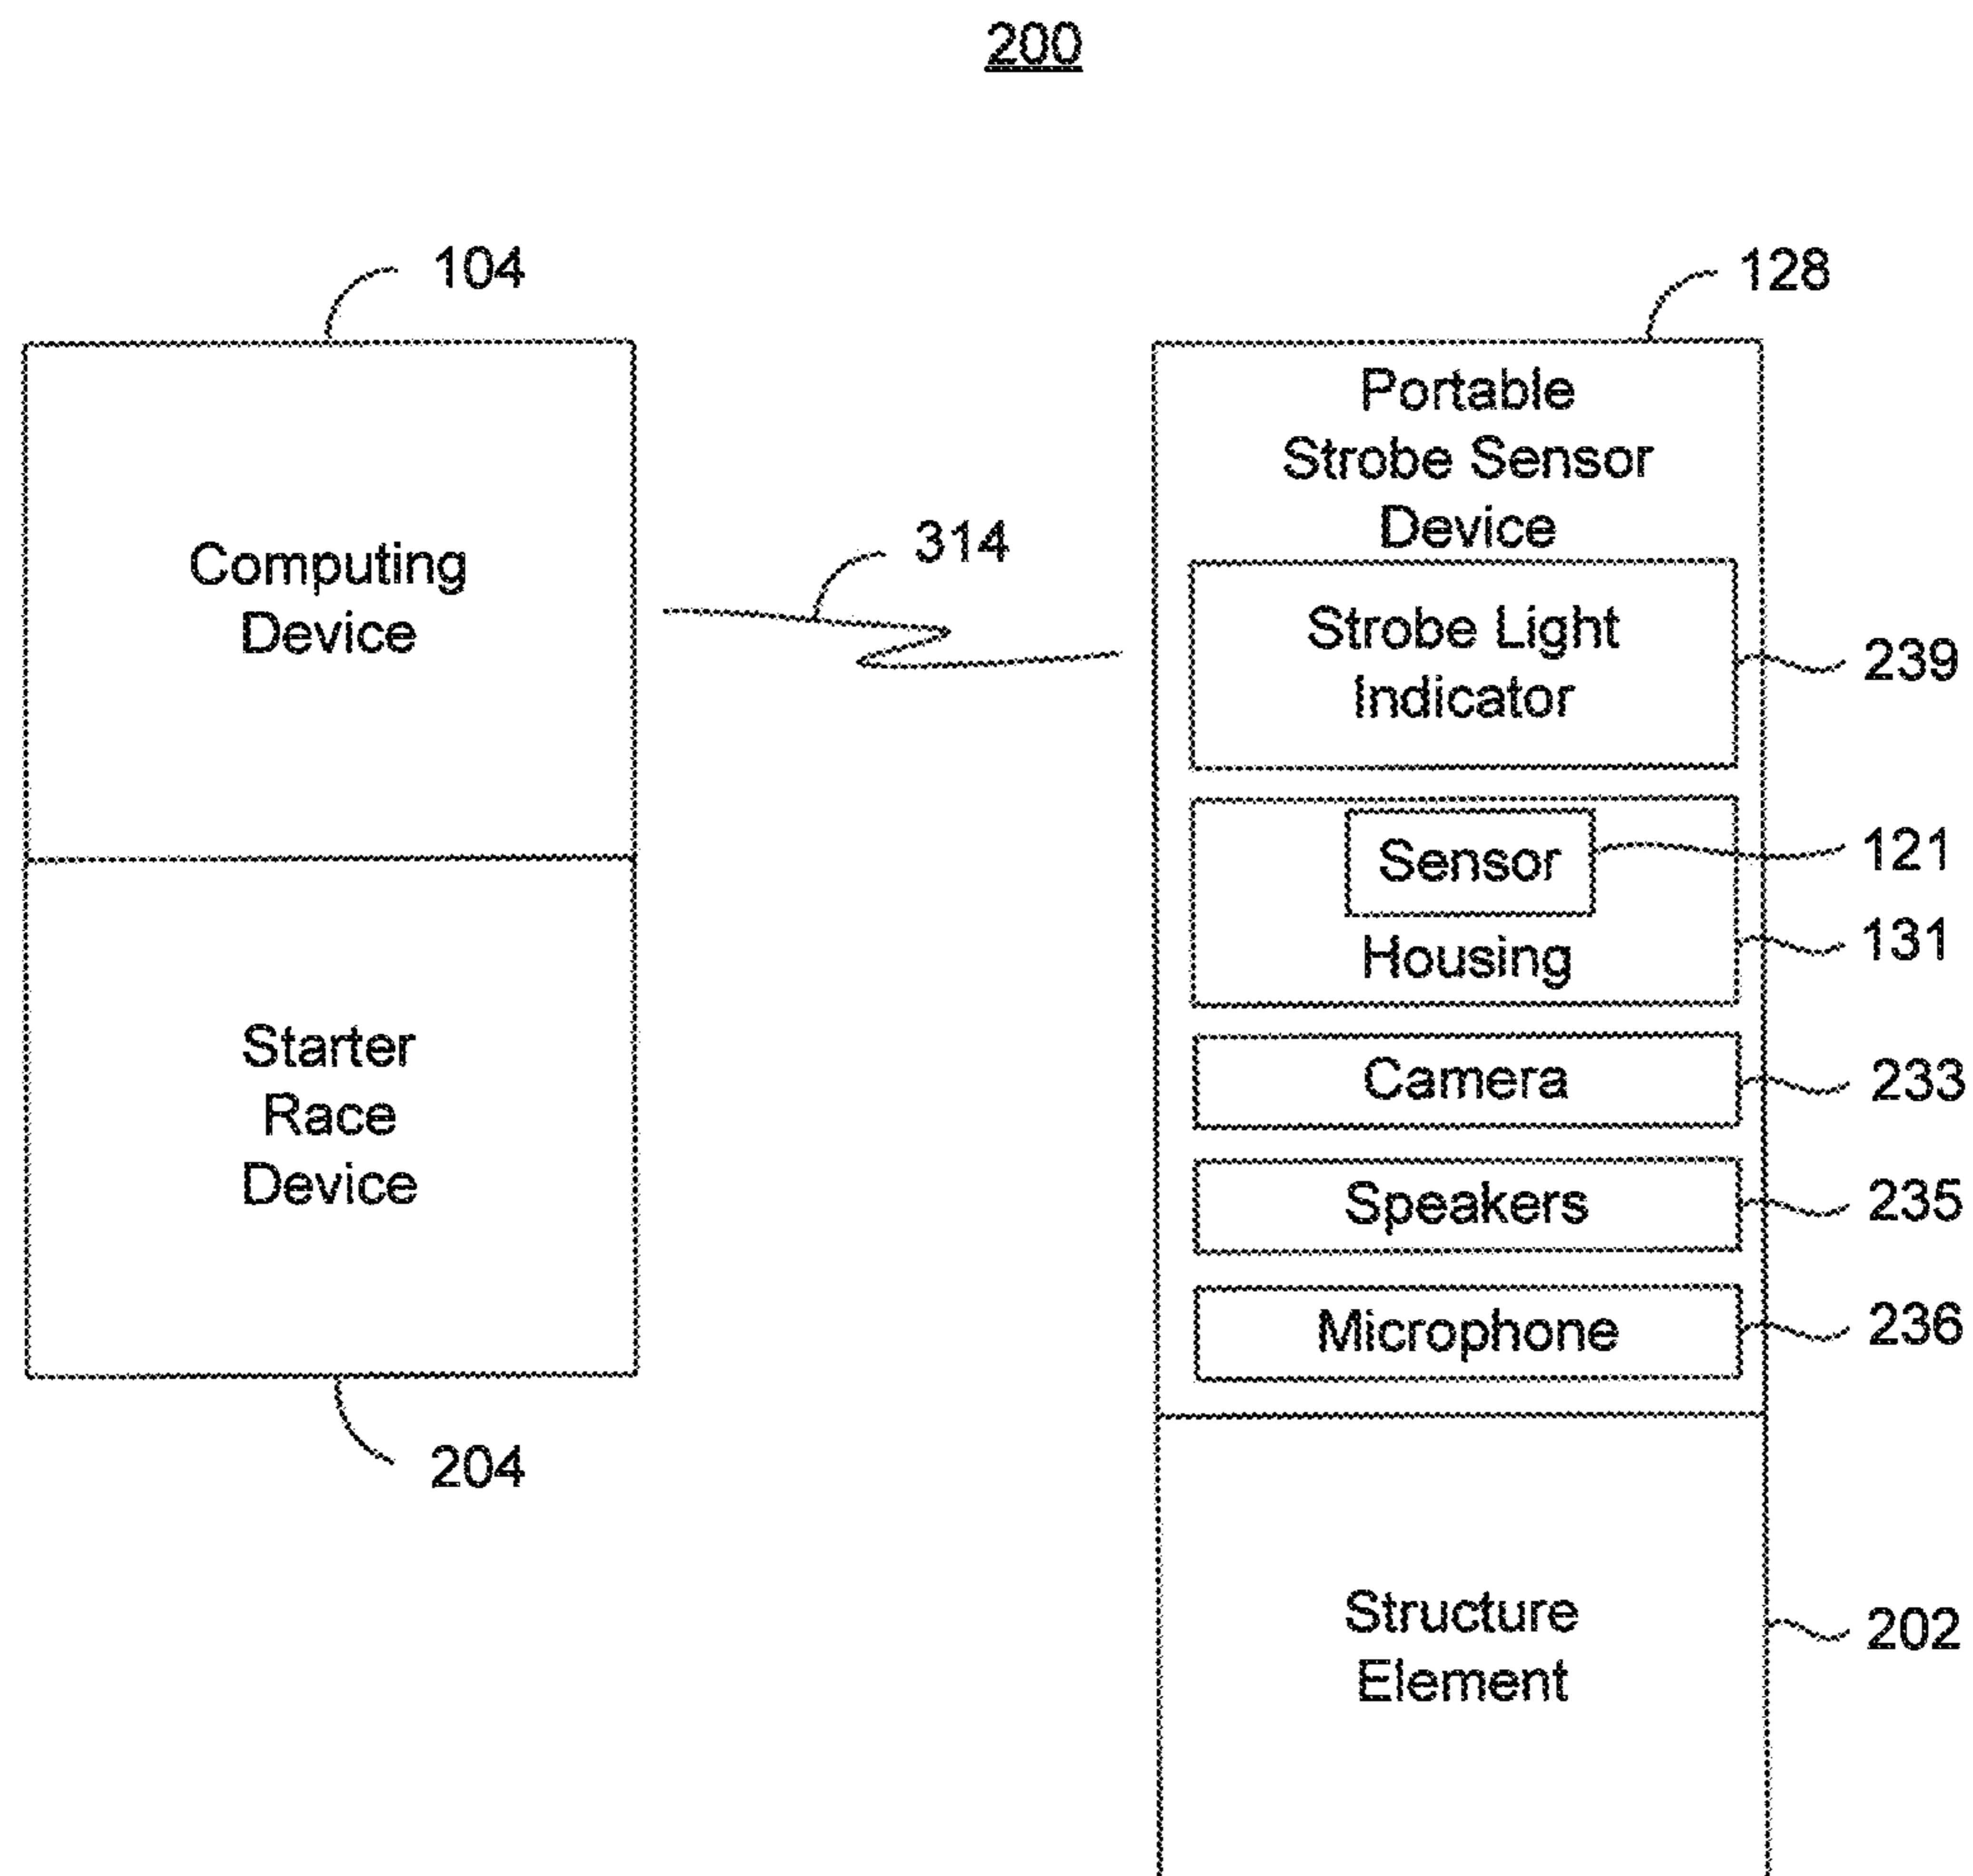 200
104
128
Computing
Device
314
Portable
Strobe Sensor
Device
Strobe Light
Indicator
239
Sensor
121
Housing
131
Camera
233
Starter
Race
Device
Speakers
235
Microphone
236
204
Structure
Element
202